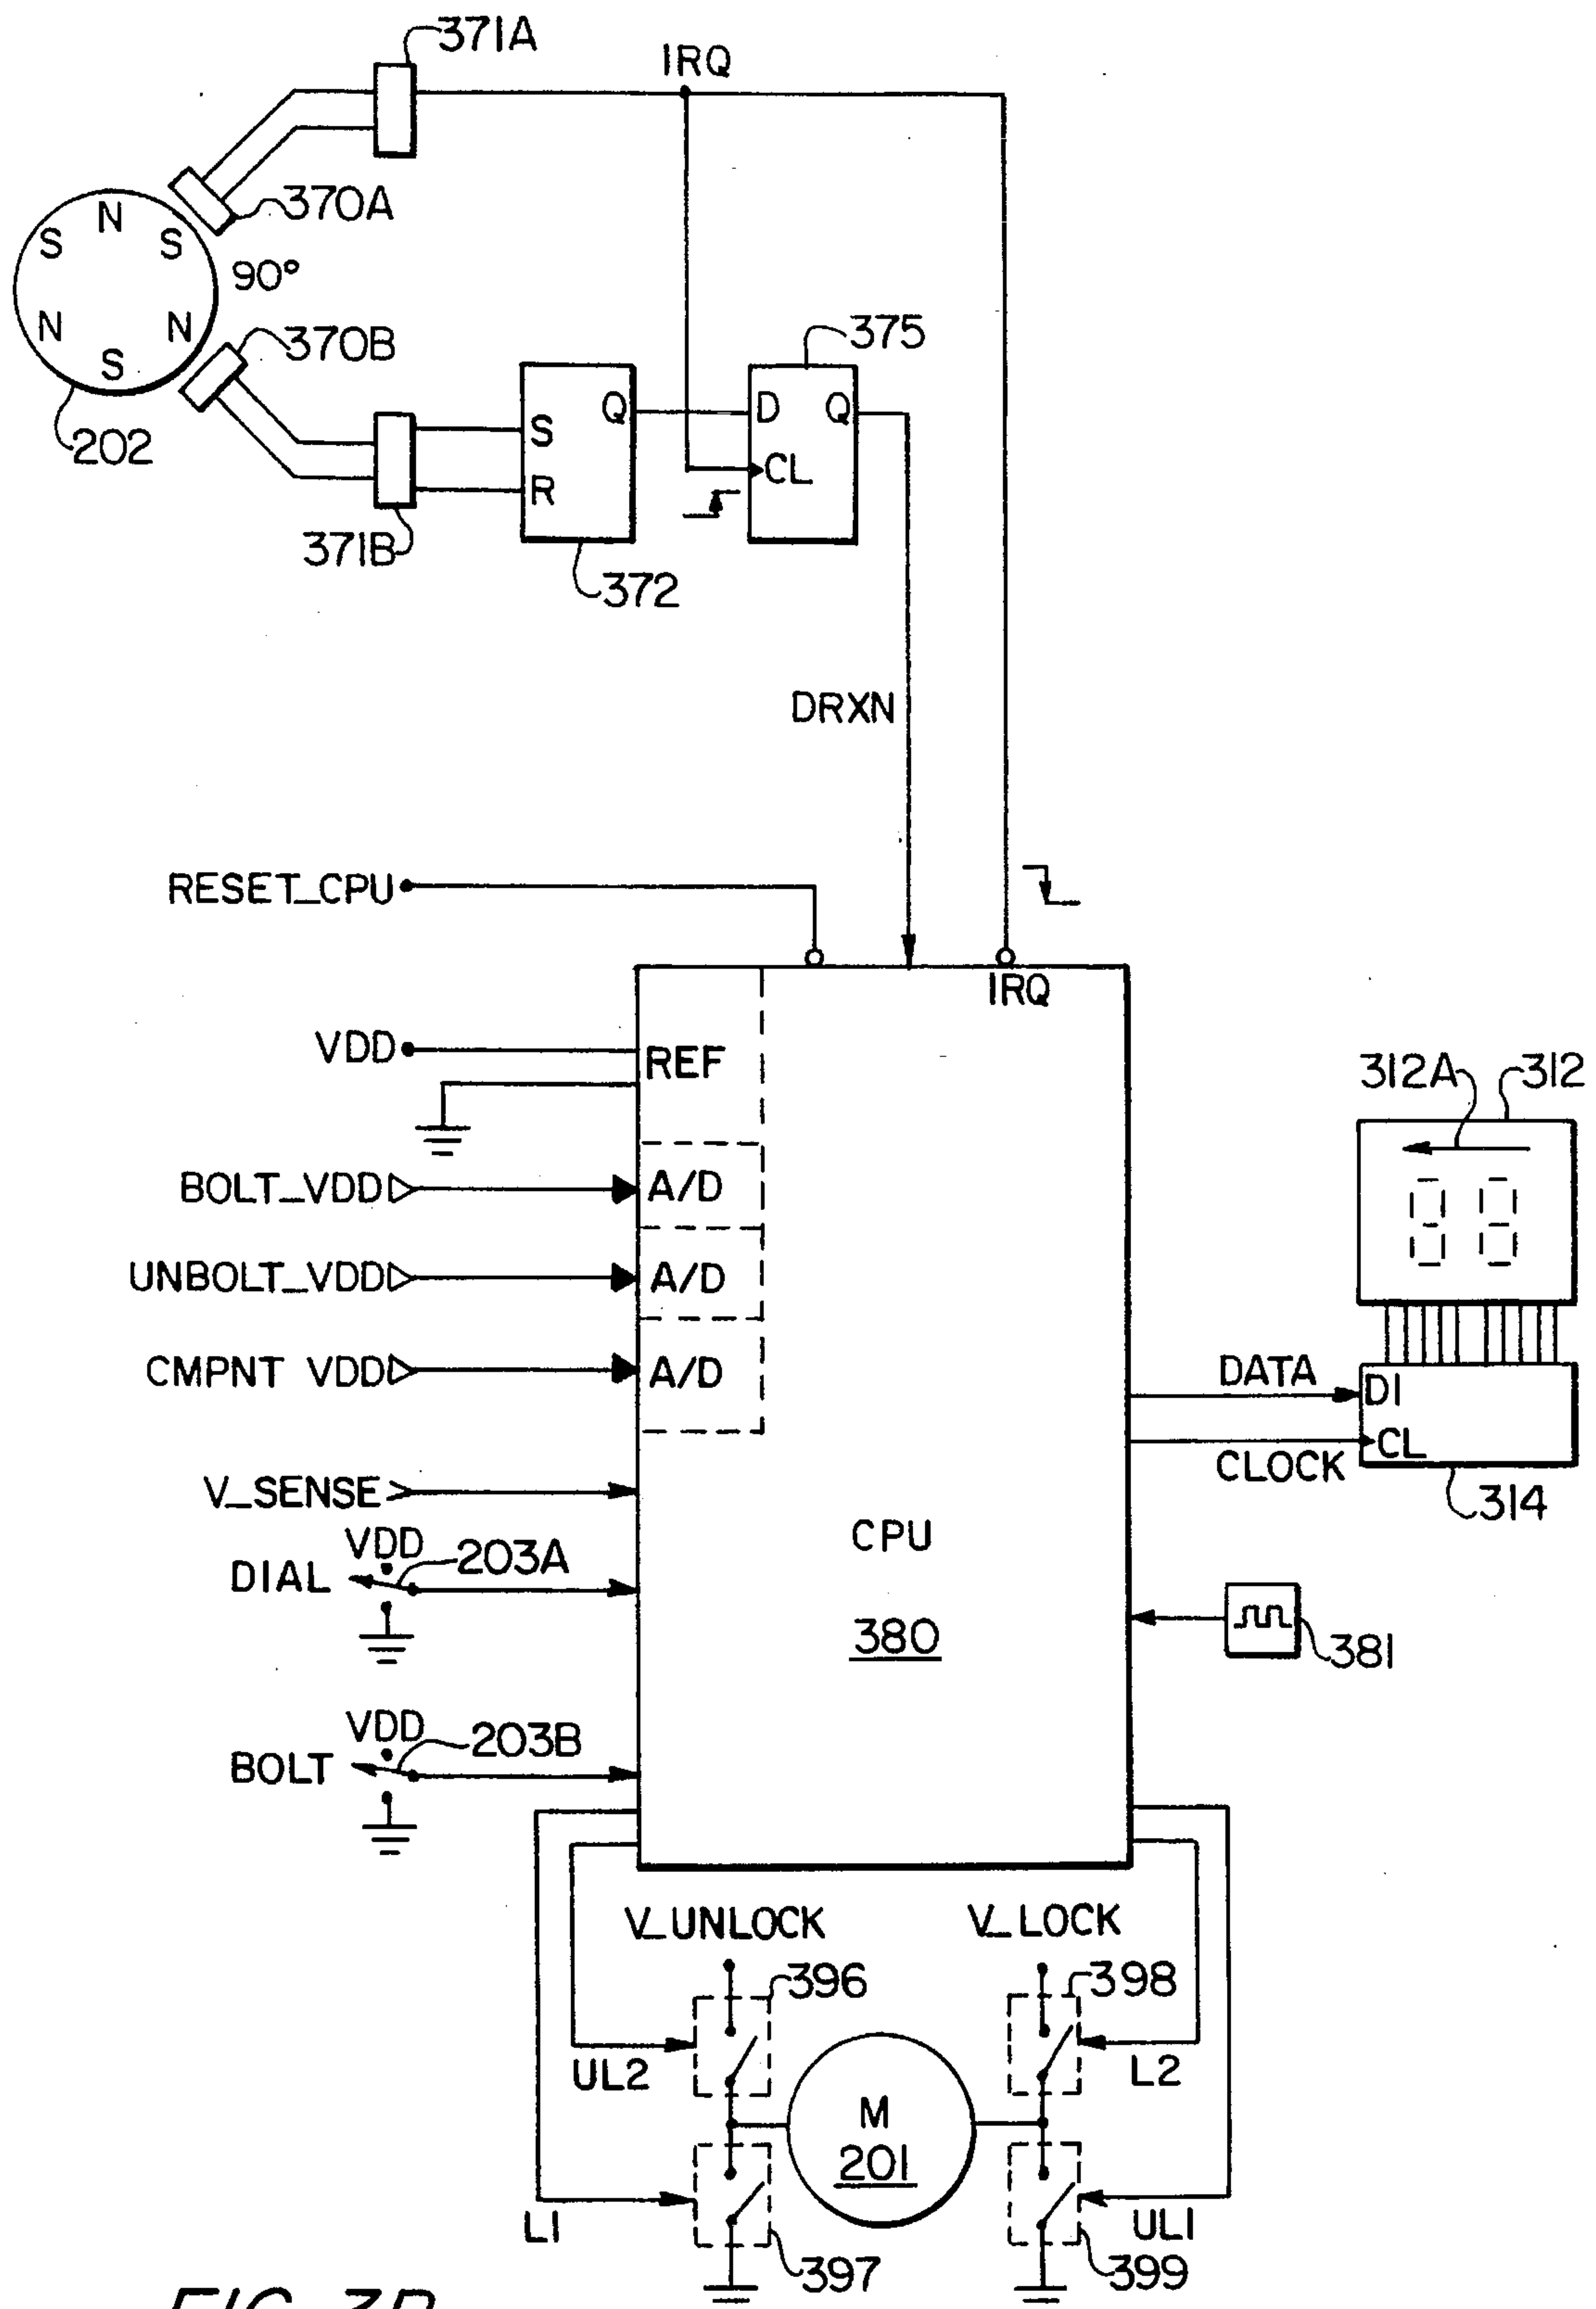 371A
IRQ
370A
N
S
S
90°
N
N
S
370B
202
375
S
R
Q
D
Q
CL
371B
372
DRXN
RESET_CPU
IRQ
VDD
REF
312A
312
BOLT_VDD
A/D
UNBOLT_VDD
A/D
CMPNT VDD
A/D
DATA
DI
CLOCK
CL
314
V_SENSE
CPU
VDD
203A
DIAL
380
381
VDD
203B
BOLT
V_UNLOCK
V_LOCK
396
398
UL2
L2
M
201
L1
UL1
397
399